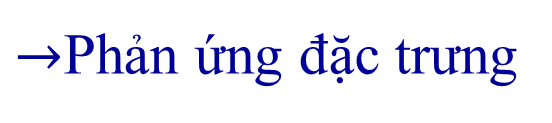 →Phản ứng đặc trưng